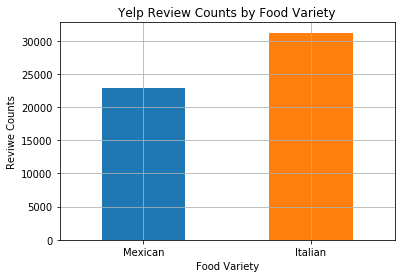 Yelp Review Counts by Food Variety
Reviwe Counts
30000
25000
20000
15000
10000
5000
0
Mexican Italian
Food Variety